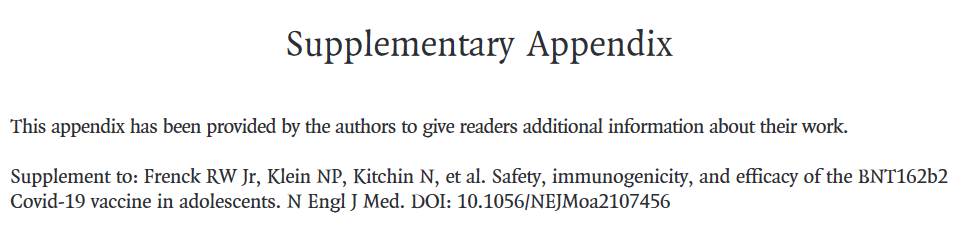 Supplementary Appendix
This appendix has been provided by the authors to give readers additional information about their work.
Supplement to: Frenck RW Jr, Klein NP, Kitchin N, et al. Safety, immunogenicity, and efficacy of the BNT162b2
Covid-19 vaccine in adolescents. N Engl J Med. DOI: 10.1056/NEJMoa2107456